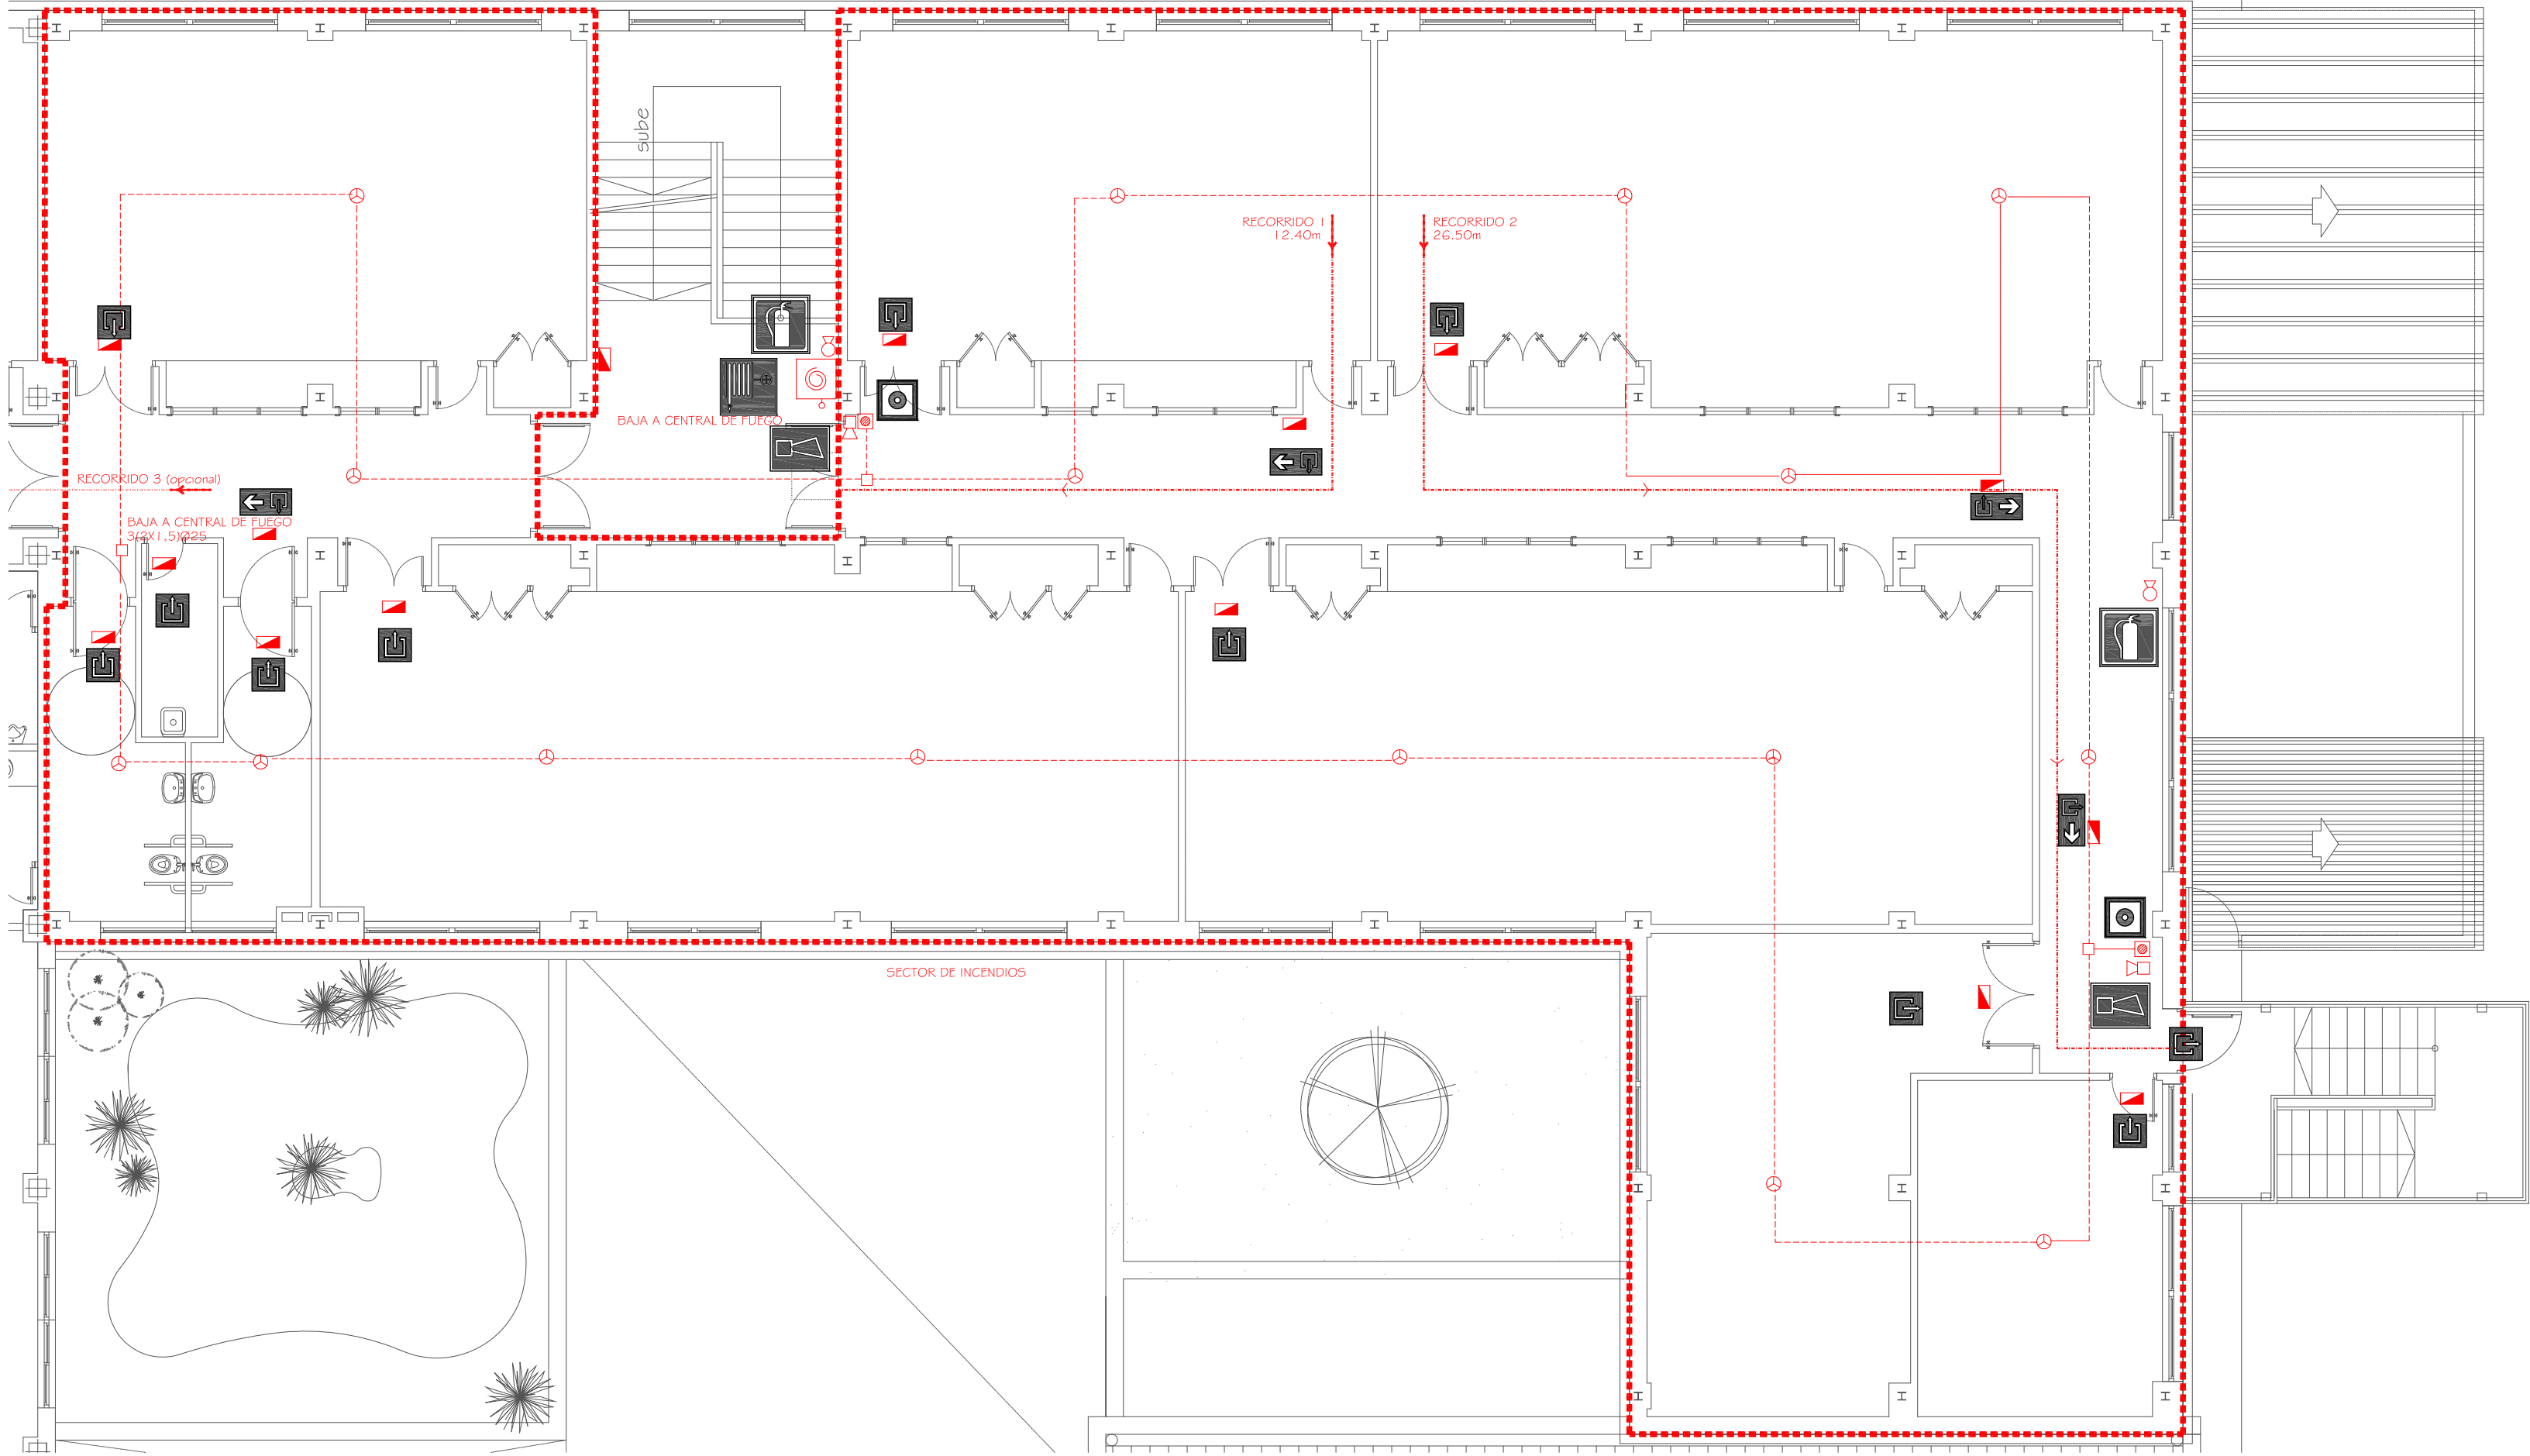 sube
RECORRIDO 1
12.40m
RECORRIDO 2
26.50m
BAJA A CENTRAL DE FUEGO
RECORRIDO 3 (opcional)
BAJA A CENTRAL DE FUEGO
3(2X1,5)Ø25
SECTOR DE INCENDIOS